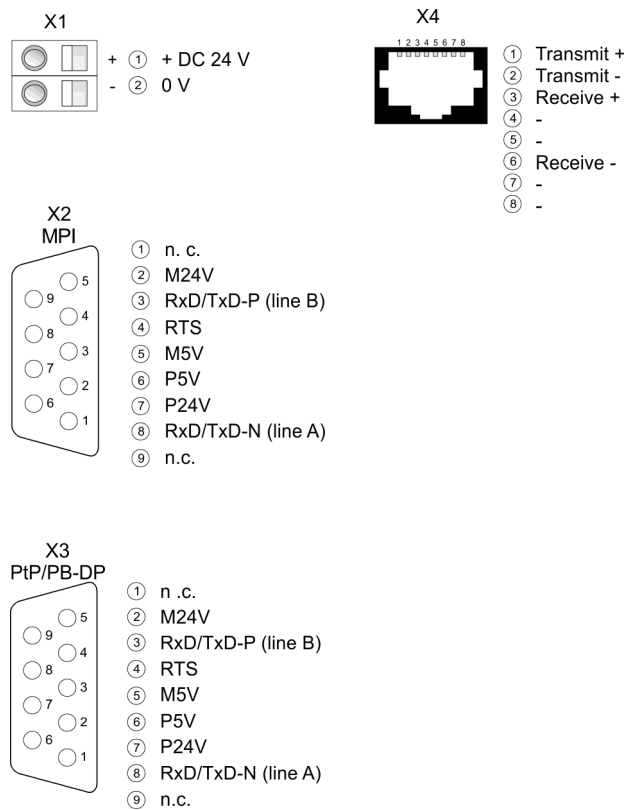 X1
+ 1 + DC 24 V
- 2 0 V
X4
1 2 3 4 5 6 7 8
1 Transmit +
2 Transmit -
3 Receive +
4 -
5 -
6 Receive -
7 -
8 -
X2
MPI
5
9
4
8
3
7
2
6
1
1 n. c.
2 M24V
3 RxD/TxD-P (line B)
4 RTS
5 M5V
6 P5V
7 P24V
8 RxD/TxD-N (line A)
9 n.c.
X3
PtP/PB-DP
5
9
4
8
3
7
2
6
1
1 n .c.
2 M24V
3 RxD/TxD-P (line B)
4 RTS
5 M5V
6 P5V
7 P24V
8 RxD/TxD-N (line A)
9 n.c.